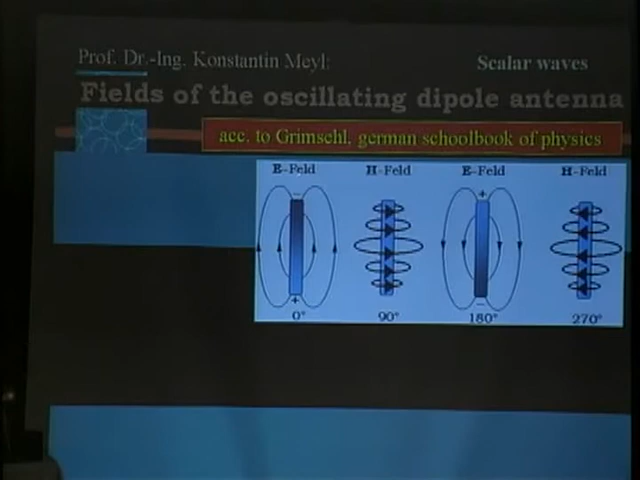 Prof. Dr.-Ing. Konstantin Meyl: Scalar waves
Fields of the oscillating dipole antenna
acc. to Grimsehl, german schoolbook of physics
E-Feld H-Feld E-Feld H-Feld
− +
+ −
0° 90° 180° 270°